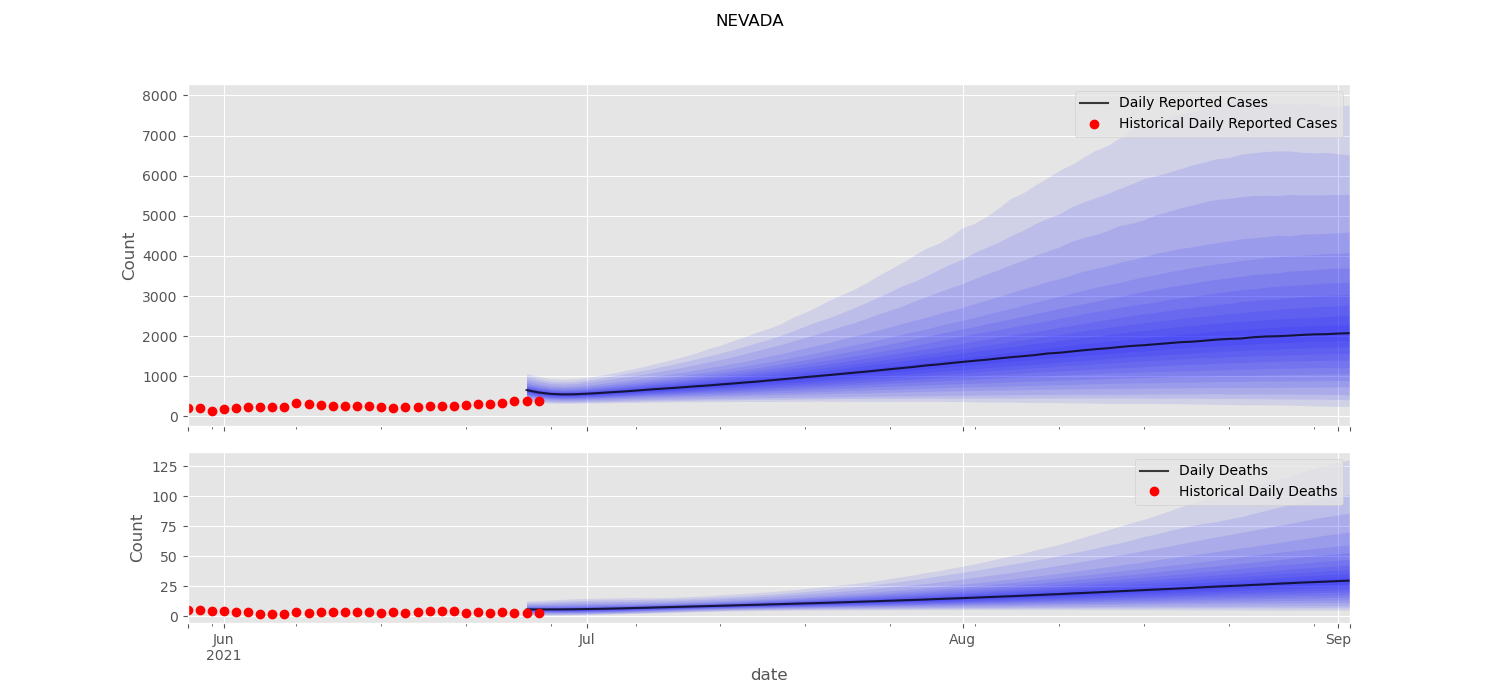 NEVADA
8000
7000
6000
5000
4000
3000
2000
1000
0
Count
Daily Reported Cases
Historical Daily Reported Cases
125
100
75
50
25
0
Count
Daily Deaths
Historical Daily Deaths
Jun
2021
Jul
Aug
Sep
date